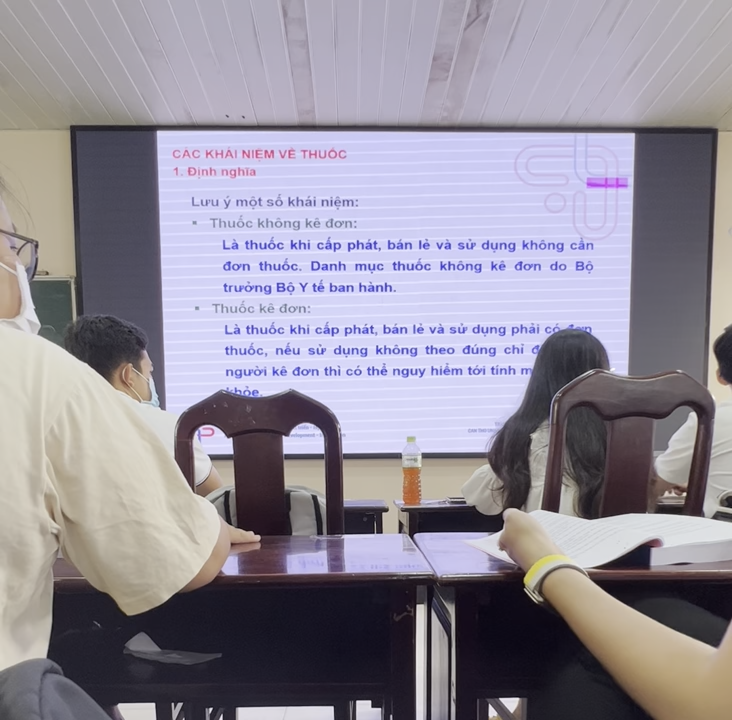 CÁC KHÁI NIỆM VỀ THUỐC
1. Định nghĩa
Lưu ý một số khái niệm:
▪ Thuốc không kê đơn:
Là thuốc khi cấp phát, bán lẻ và sử dụng không cần
đơn thuốc. Danh mục thuốc không kê đơn do Bộ
trưởng Bộ Y tế ban hành.
▪ Thuốc kê đơn:
Là thuốc khi cấp phát, bán lẻ và sử dụng phải có đơn
thuốc, nếu sử dụng không theo đúng chỉ
người kê đơn thì có thể nguy hiểm tới tính
khỏe.